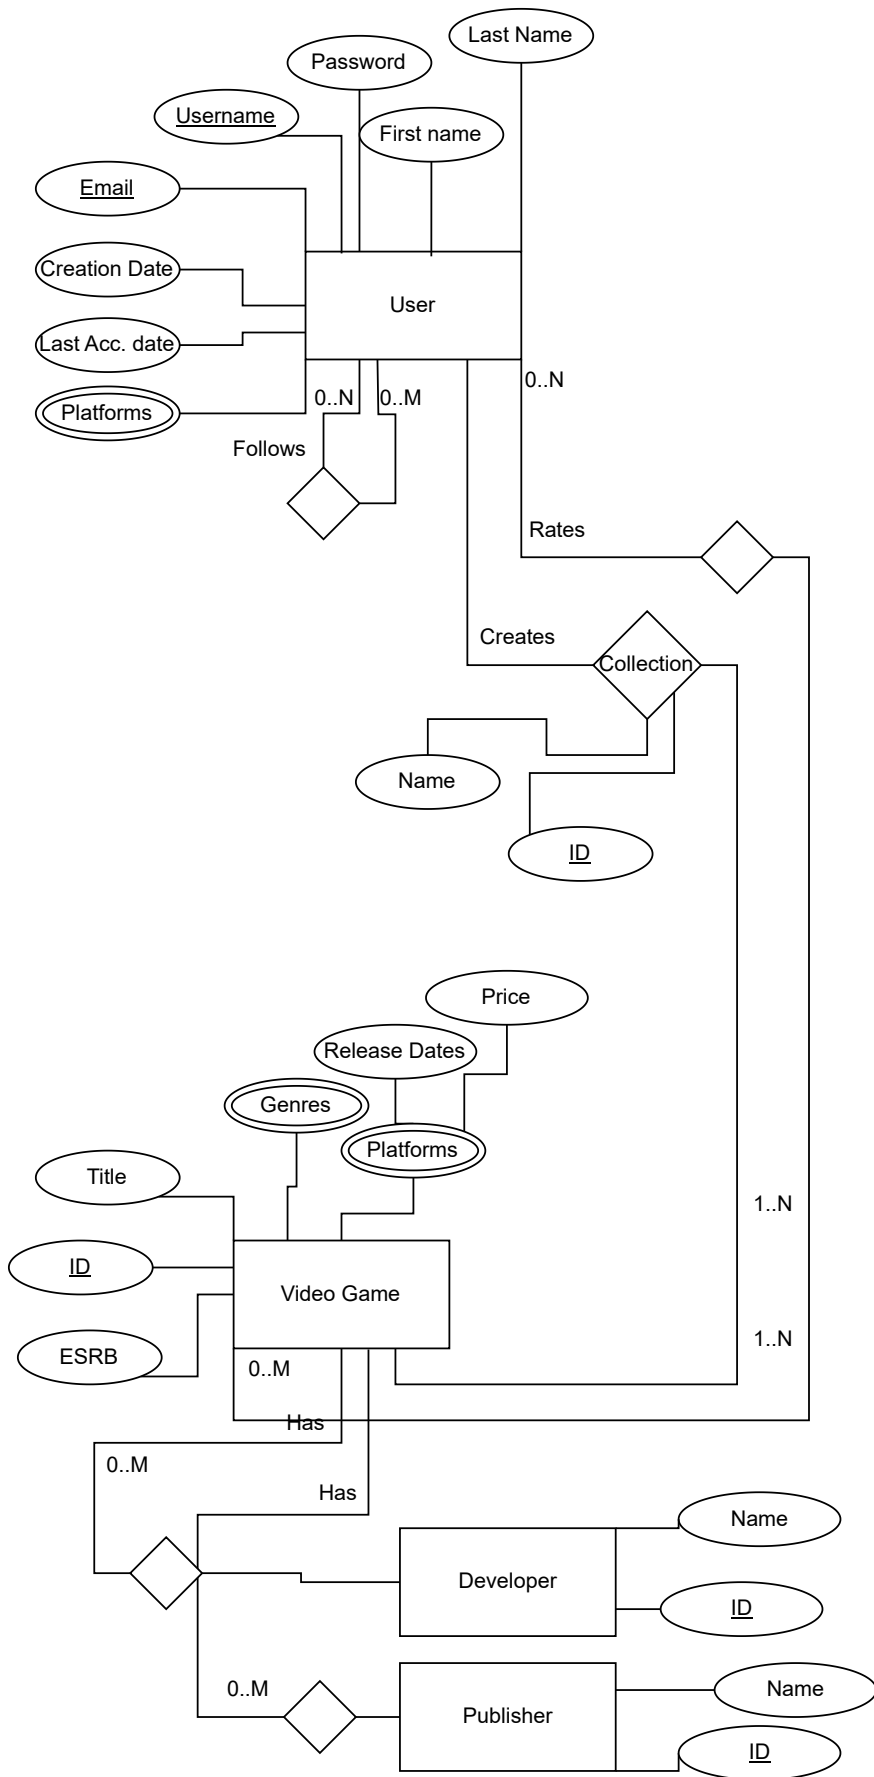 Last Name
Password
Username
First name
Email
Creation Date
User
Last Acc. date
Platforms
0..N
0..M
0..N
Follows
Rates
Creates
Collection
Name
ID
Price
Release Dates
Genres
Platforms
Title
1..N
ID
Video Game
1..N
ESRB
0..M
Has
0..M
Has
Name
Developer
ID
0..M
Name
Publisher
ID